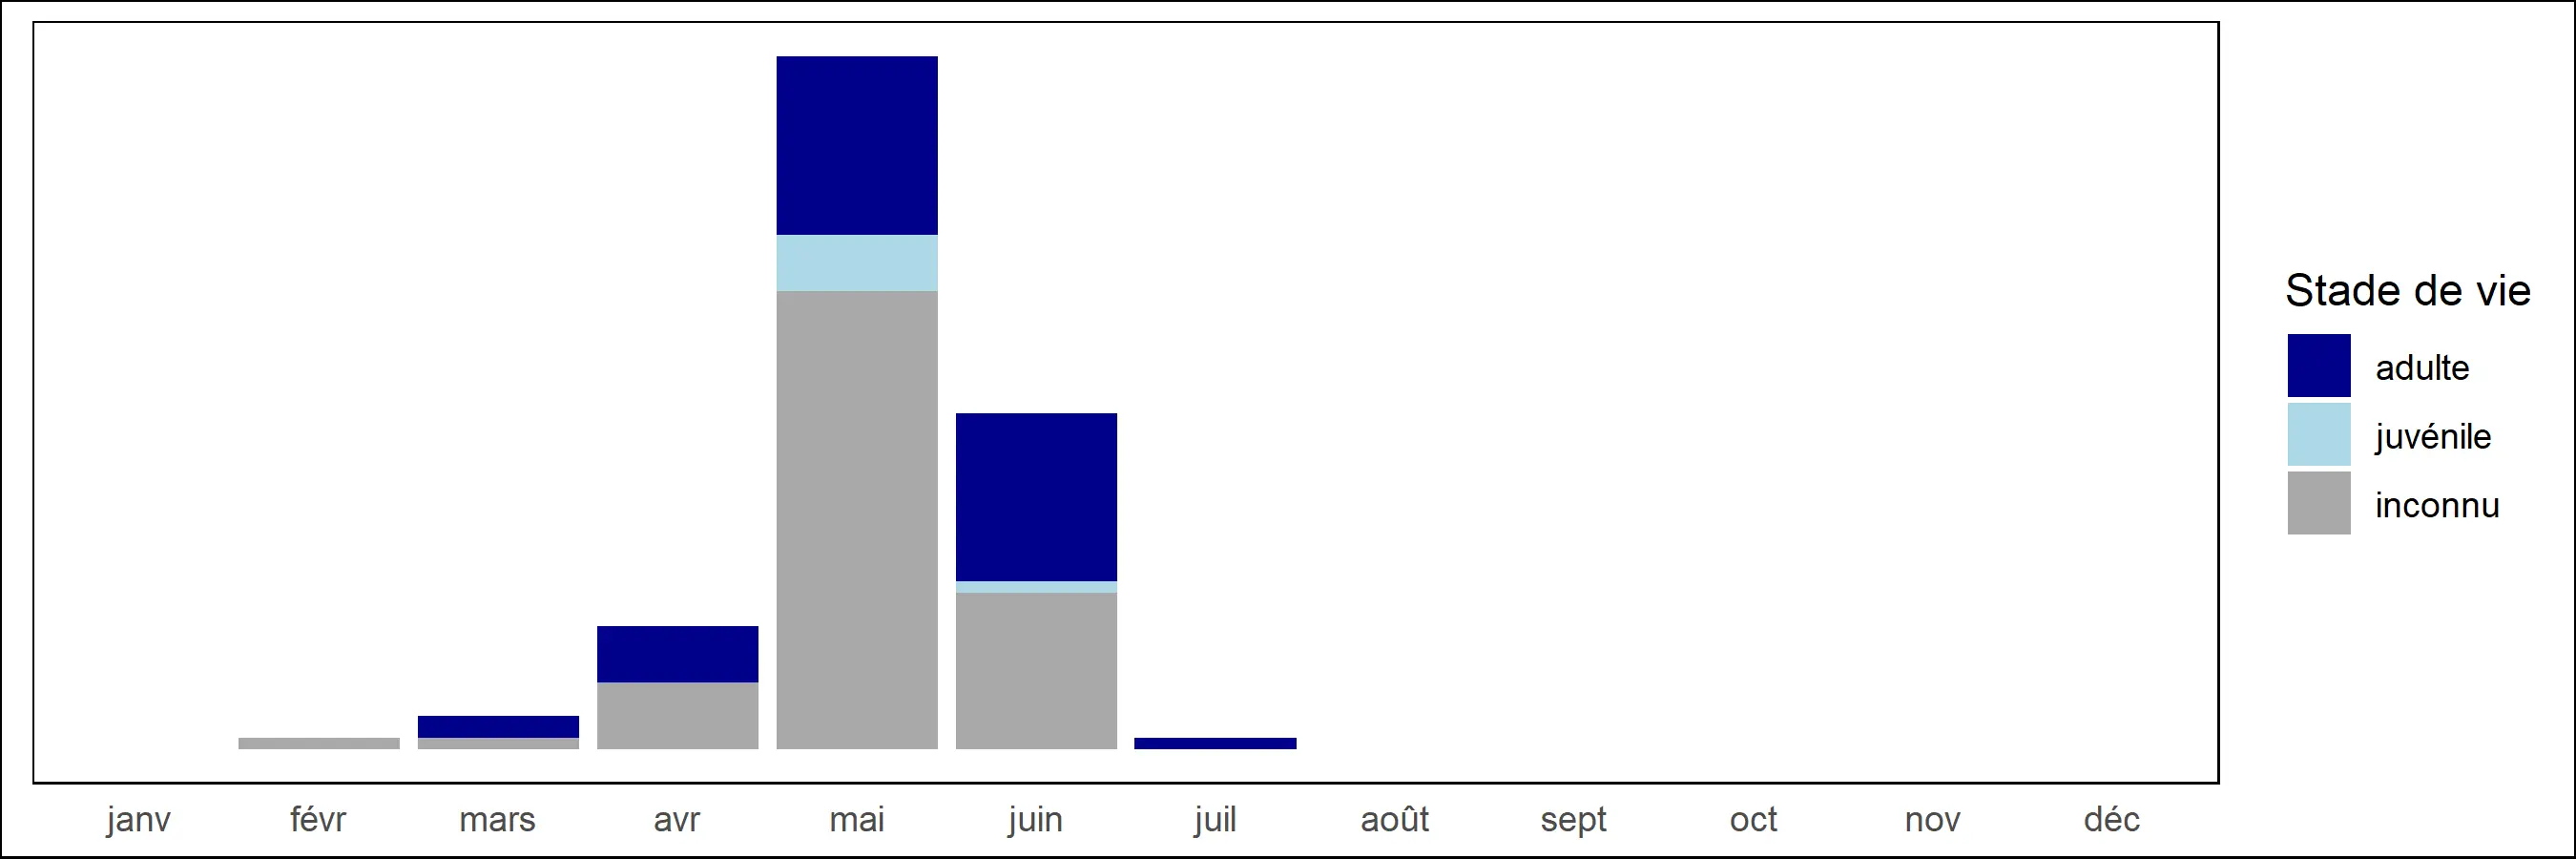 Stade de vie
adulte
juvénile
inconnu
janv févr mars avr mai juin juil août sept oct nov déc